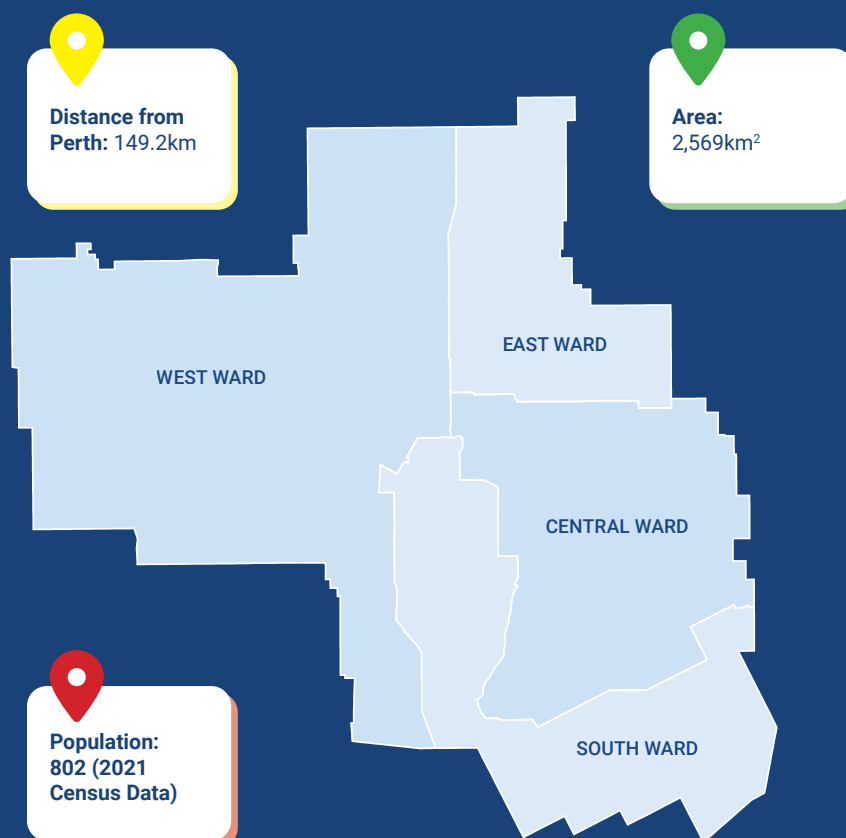 Distance from
Perth: 149.2km
Area:
2,569km²
EAST WARD
WEST WARD
CENTRAL WARD
SOUTH WARD
Population:
802 (2021
Census Data)